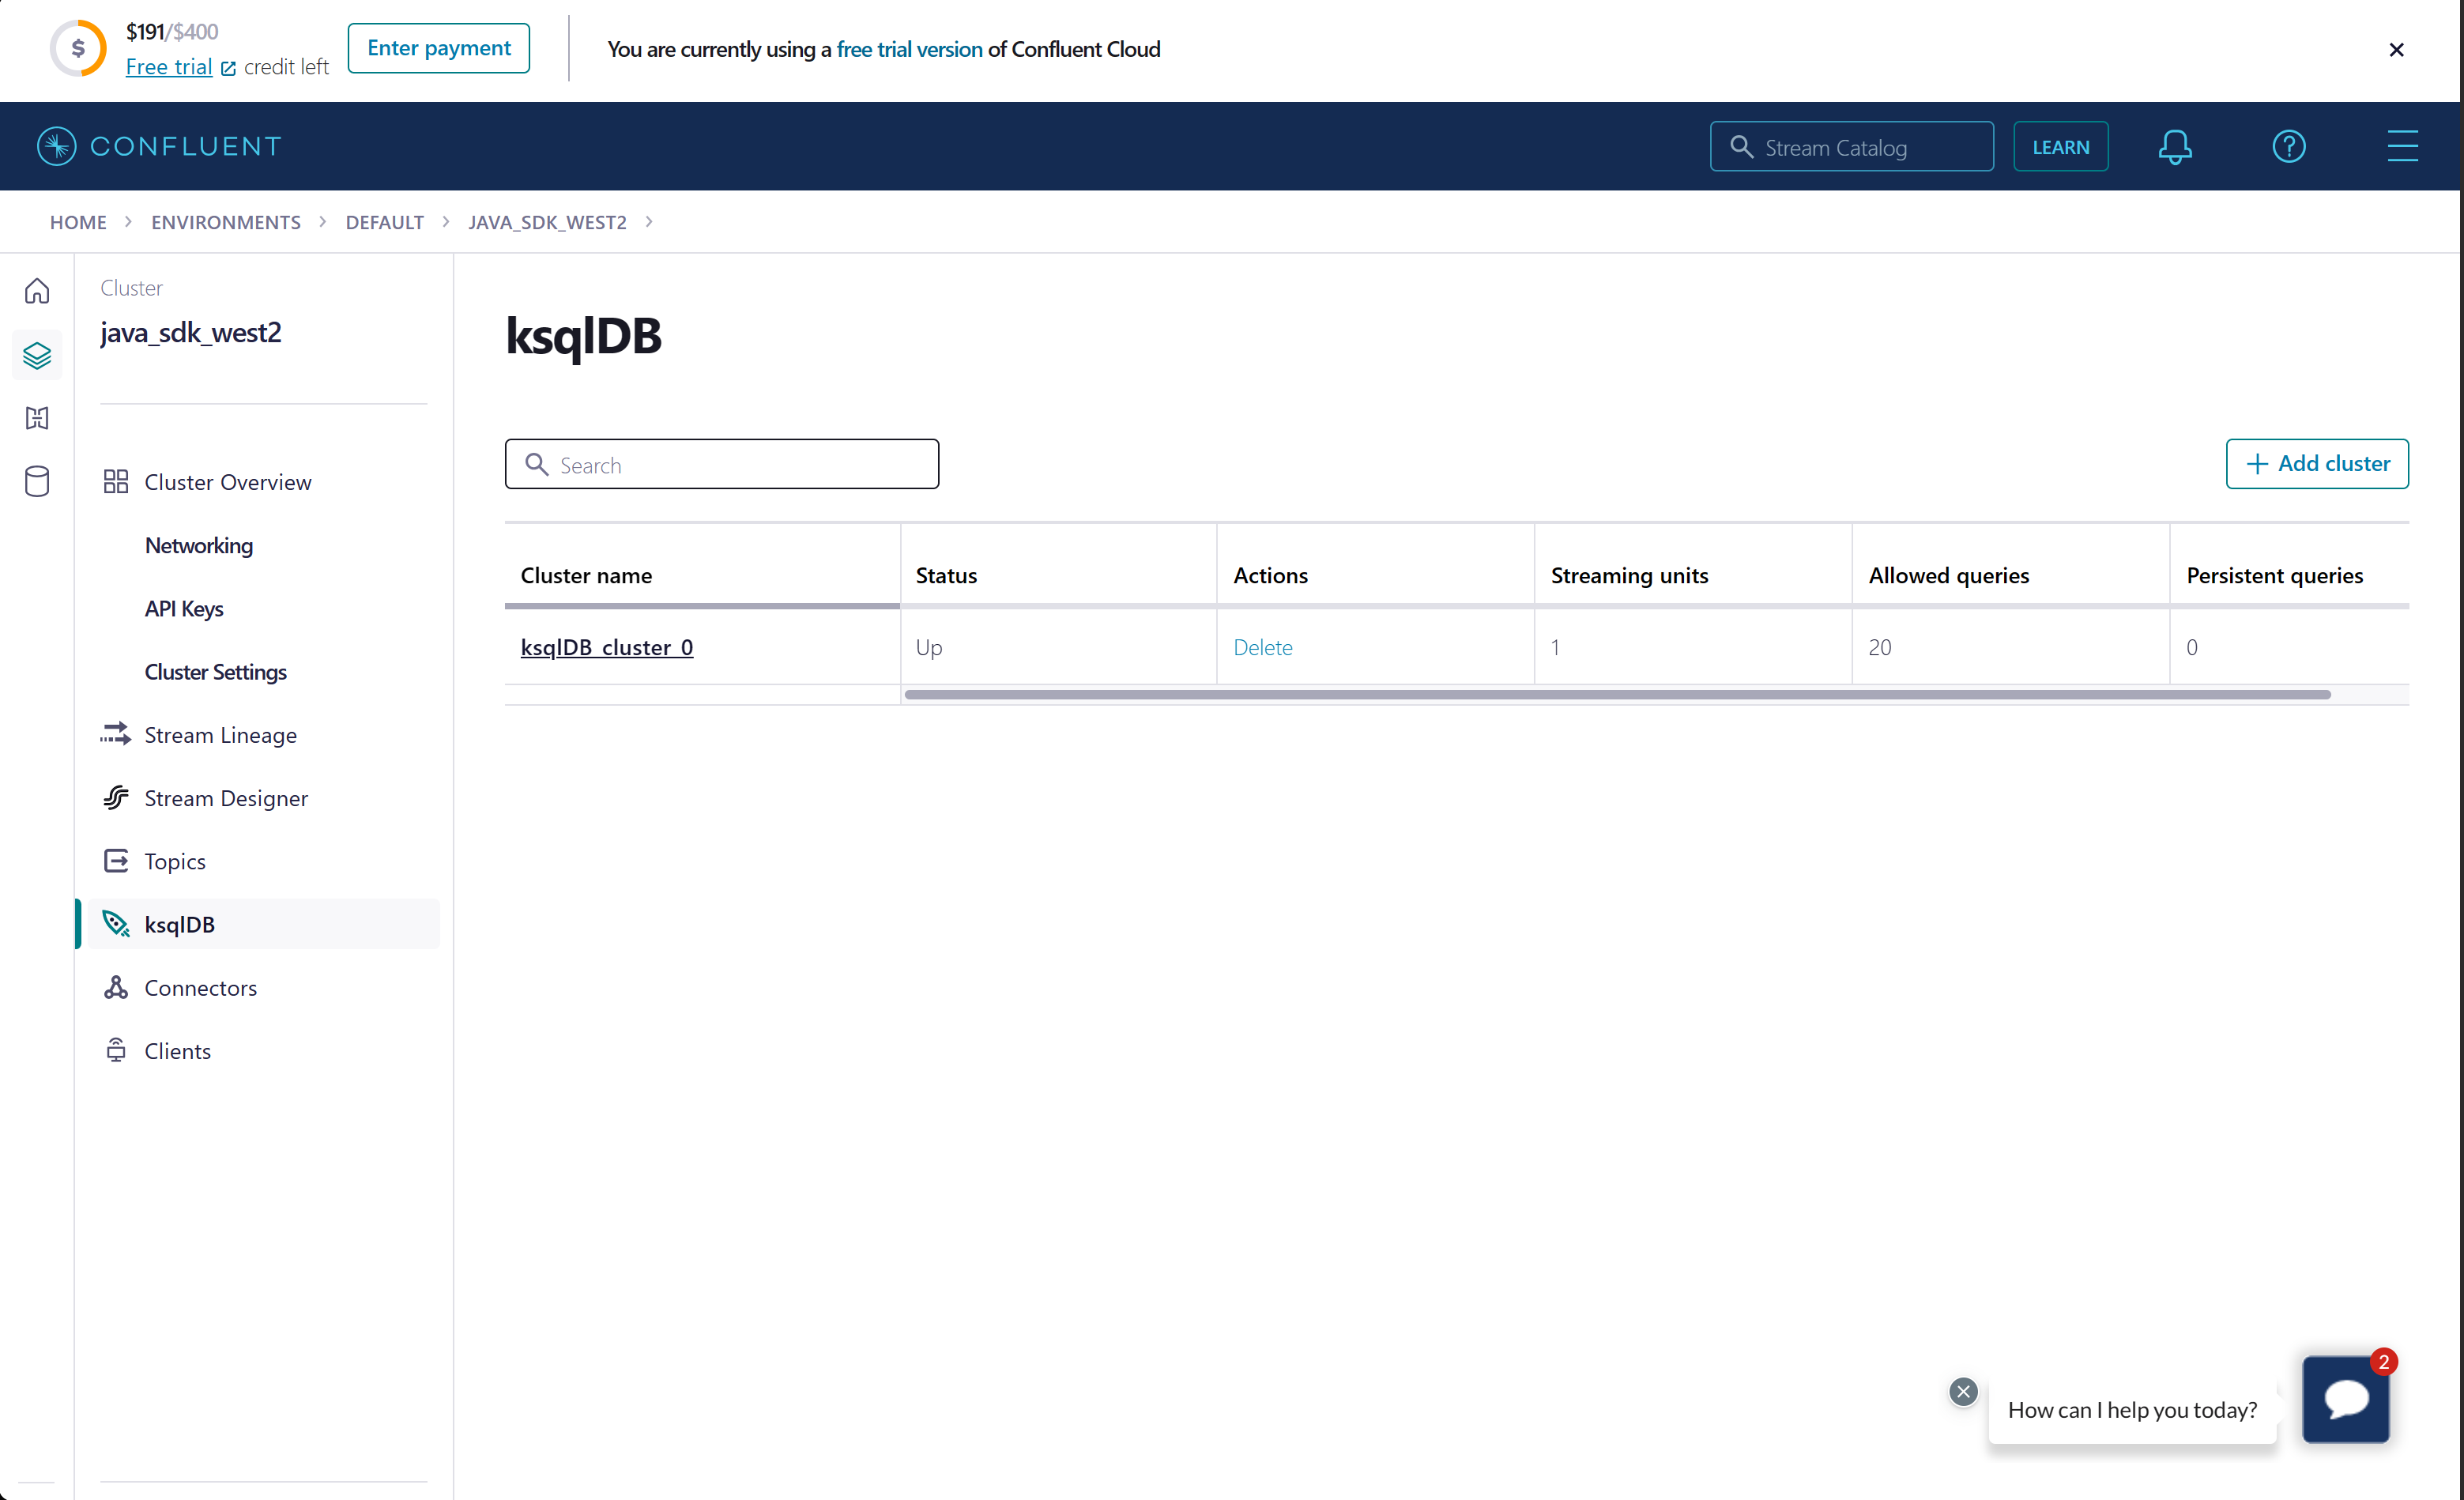 $191/$400
Free trial credit left
Enter payment
You are currently using a free trial version of Confluent Cloud
CONFLUENT
Stream Catalog
LEARN
HOME > ENVIRONMENTS > DEFAULT > JAVA_SDK_WEST2 >
Cluster
java_sdk_west2
Cluster Overview
Networking
API Keys
Cluster Settings
Stream Lineage
Stream Designer
Topics
ksqlDB
Connectors
Clients
ksqlDB
Search
Add cluster
Cluster name Status Actions Streaming units Allowed queries Persistent queries
ksqlDB_cluster_0 Up Delete 1 20 0
How can I help you today?
2